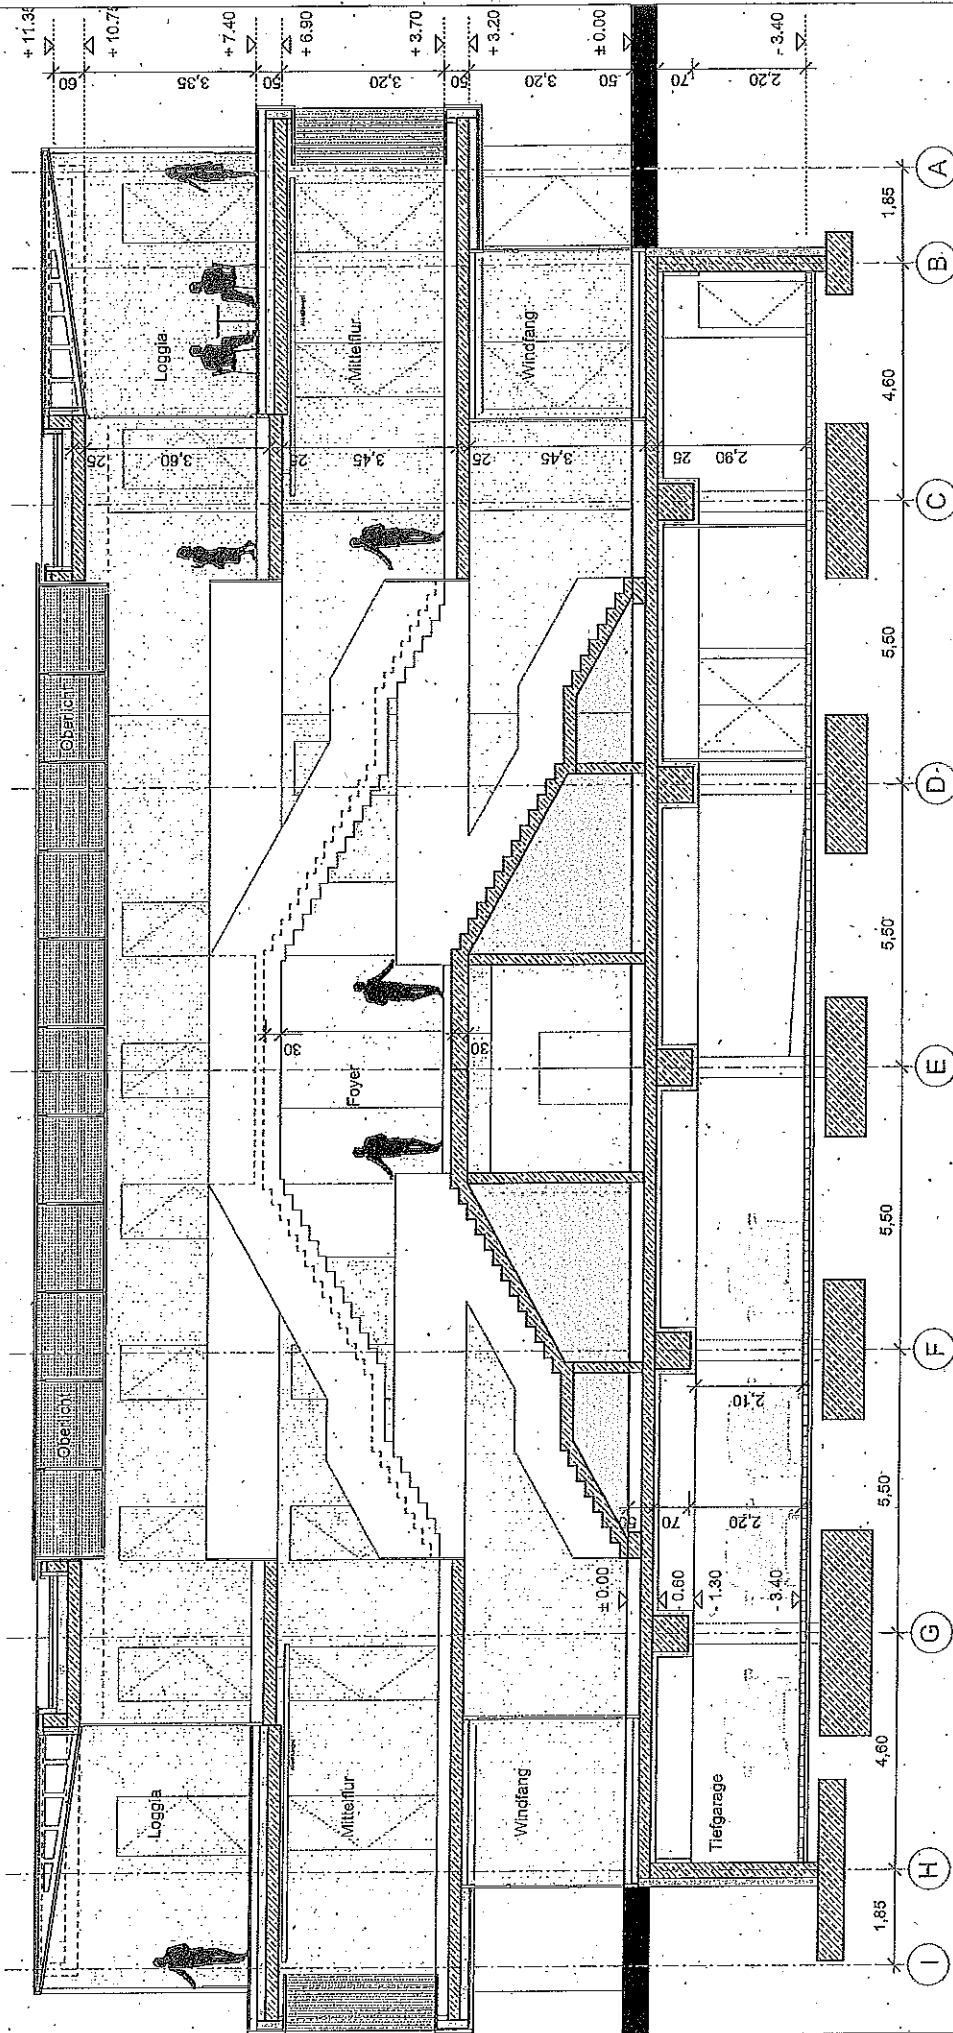 + 11.35
+ 10.75
+ 7.40
+ 6.90
+ 3.70
+ 3.20
± 0.00
- 3.40
60
3,35
50
3,20
50
3,20
50
70
2,20
Oberlicht
Oberlicht
Loggia
Mittelflur
Windfang
Loggia
Mittelflur
Windfang
Foyer
Tiefgarage
25
3,60
25
3,45
25
3,45
25
2,90
30
30
2,10
50
70
2,20
± 0.00
- 0.60
- 1.30
- 3.40
1,85
4,60
5,50
5,50
5,50
5,50
4,60
1,85
I
H
G
F
E
D
C
B
A